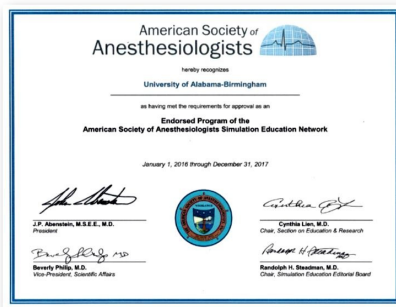 American Society of
Anesthesiologists
hereby recognizes
University of Alabama-Birmingham
as having met the requirements for approval as an
Endorsed Program of the
American Society of Anesthesiologists Simulation Education Network
January 1, 2016 through December 31, 2017
J.P. Abenstein, M.S.E.E., M.D.
President
Cynthia Lien, M.D.
Chair, Section on Education & Research
Beverly Philip, M.D.
Vice-President, Scientific Affairs
Randolph H. Steadman, M.D.
Chair, Simulation Education Editorial Board